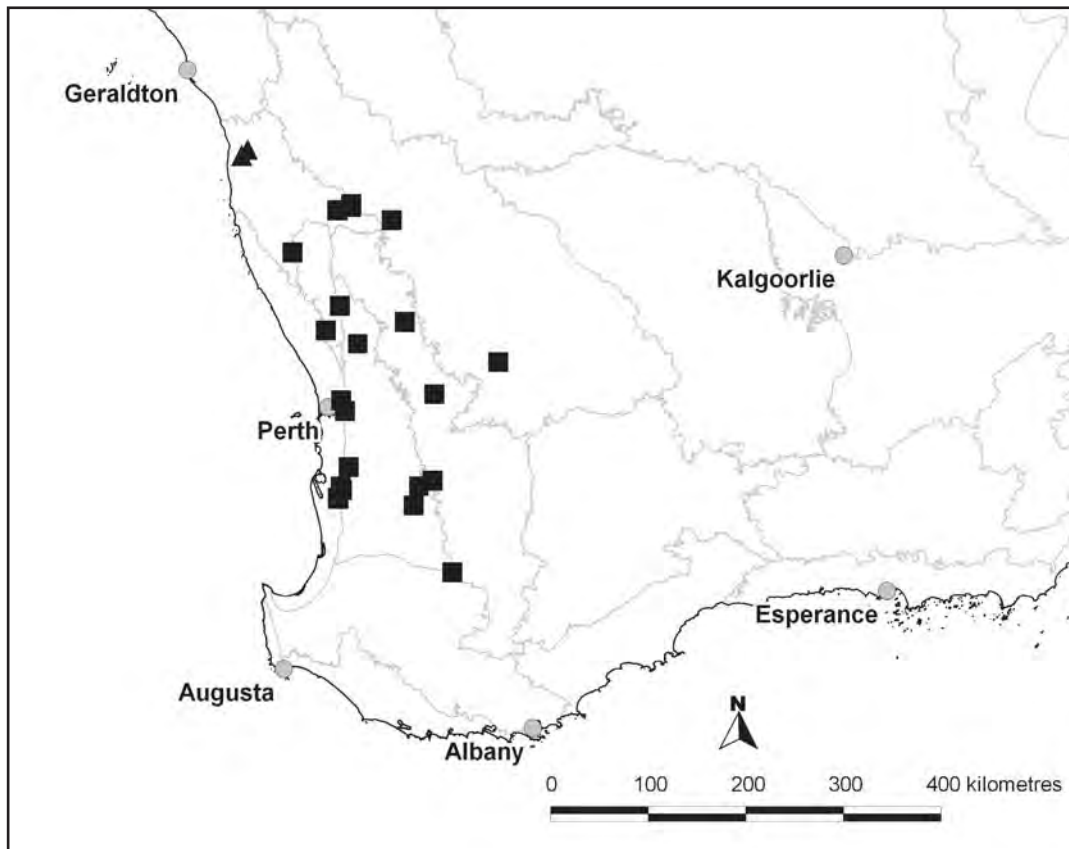 Geraldton
Kalgoorlie
Perth
Esperance
Augusta
N
Albany
0 100 200 300 400 kilometres